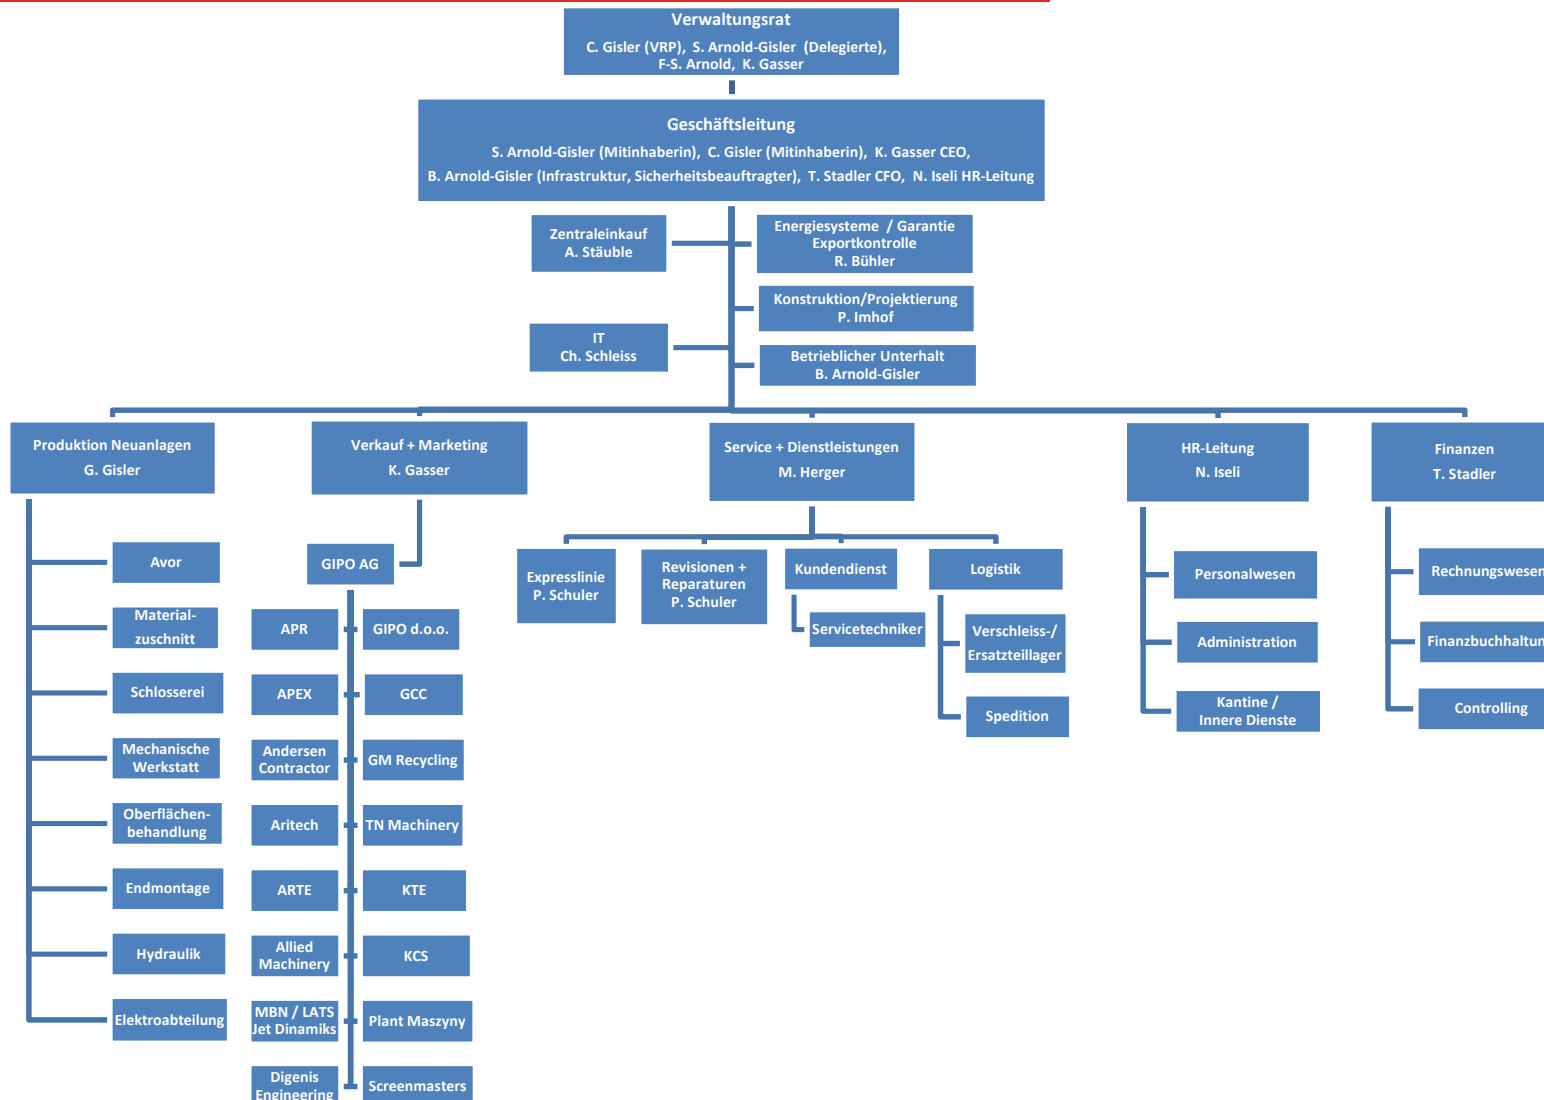 Verwaltungsrat
C. Gisler (VRP), S. Arnold-Gisler (Delegierte),
F-S. Arnold, K. Gasser
Geschäftsleitung
S. Arnold-Gisler (Mitinhaberin), C. Gisler (Mitinhaberin), K. Gasser CEO,
B. Arnold-Gisler (Infrastruktur, Sicherheitsbeauftragter), T. Stadler CFO, N. Iseli HR-Leitung
Zentraleinkauf
A. Stäuble
Energiesysteme / Garantie
Exportkontrolle
R. Bühler
Konstruktion/Projektierung
P. Imhof
IT
Ch. Schleiss
Betrieblicher Unterhalt
B. Arnold-Gisler
Produktion Neuanlagen
G. Gisler
Verkauf + Marketing
K. Gasser
Service + Dienstleistungen
M. Herger
HR-Leitung
N. Iseli
Finanzen
T. Stadler
Avor
Material-
zuschnitt
Schlosserei
Mechanische
Werkstatt
Oberflächen-
behandlung
Endmontage
Hydraulik
Elektroabteilung
GIPO AG
APR
GIPO d.o.o.
APEX
GCC
Andersen
Contractor
GM Recycling
Aritech
TN Machinery
ARTE
KTE
Allied
Machinery
KCS
MBN / LATS
Jet Dinamiks
Plant Maszyny
Digenis
Engineering
Screenmasters
Expresslinie
P. Schuler
Revisionen +
Reparaturen
P. Schuler
Kundendienst
Servicetechniker
Logistik
Verschleiss-/
Ersatzteillager
Spedition
Personalwesen
Administration
Kantine /
Innere Dienste
Rechnungswesen
Finanzbuchhaltun
Controlling